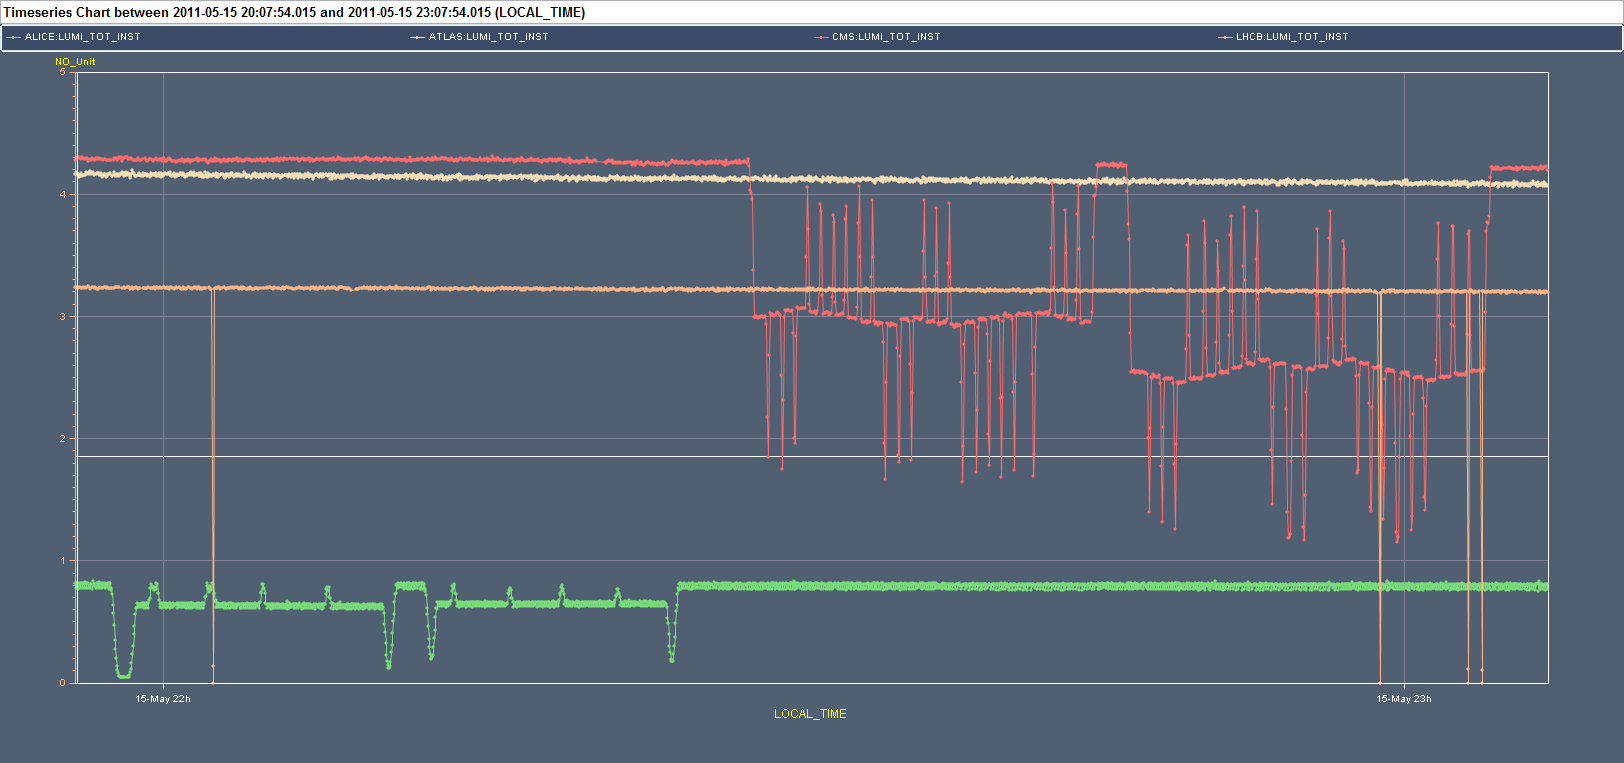 Timeseries Chart between 2011-05-15 20:07:54.015 and 2011-05-15 23:07:54.015 (LOCAL_TIME)
ALICE:LUMI_TOT_INST ATLAS:LUMI_TOT_INST CMS:LUMI_TOT_INST LHCB:LUMI_TOT_INST
NO_Unit
5
4
3
2
1
0
15-May 22h 15-May 23h
LOCAL_TIME